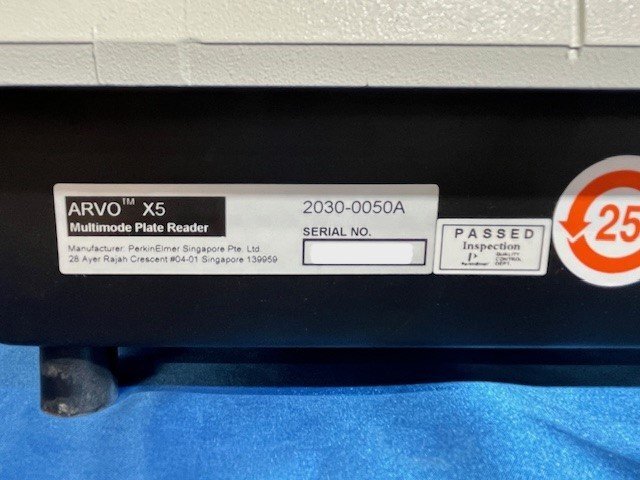 ARVO™ X5
Multimode Plate Reader
Manufacturer: PerkinElmer Singapore Pte. Ltd.
28 Ayer Rajah Crescent #04-01 Singapore 139959
2030-0050A
SERIAL NO.
PASSED
Inspection
P
PerkinElmer
QUALITY
CONTROL
DEPT.
25